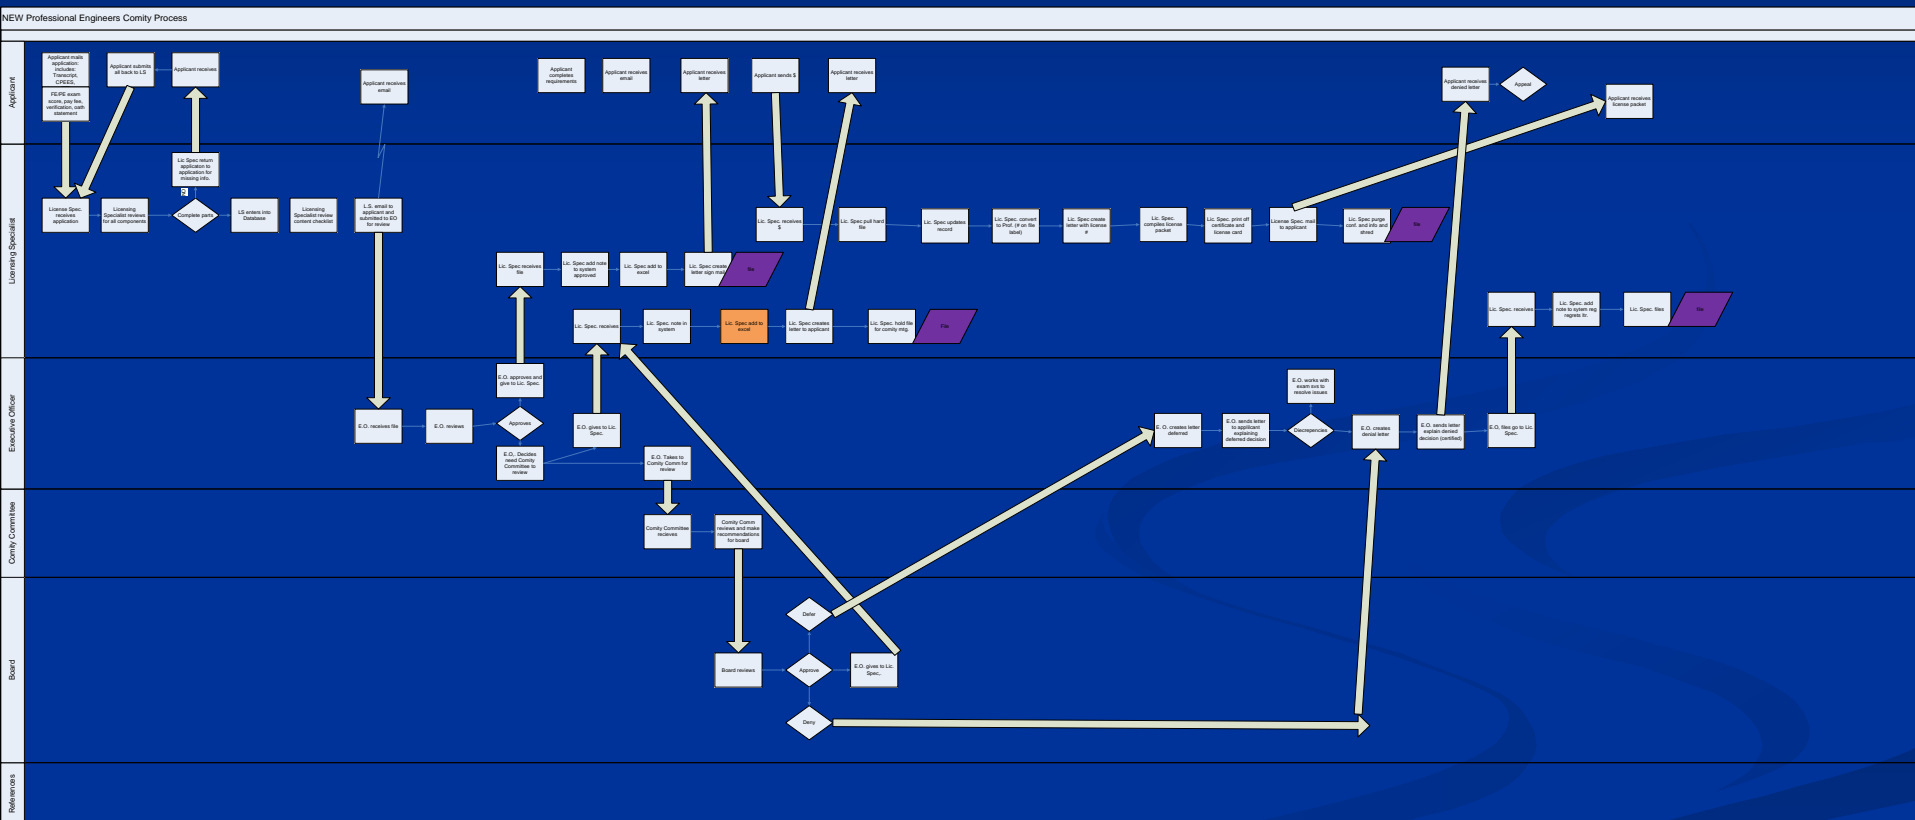 NEW Professional Engineers Comity Process
Applicant
Applicant mails
application:
includes:
Transcript,
CPEES,
FE/PE exam
score, pay fee,
verification, oath
statement
Applicant submits
all back to LS
Applicant receives
Applicant receives
email
Applicant
completes
requirements
Applicant receives
email
Applicant receives
letter
Applicant sends $
Applicant receives
letter
Applicant receives
denied letter
Appeal
Applicant receives
license packet
Licensing Specialist
Lic Spec return
application to
application for
missing info.
License Spec.
receives
application
Licensing
Specialist reviews
for all components
Complete parts
LS enters into
Database
Licensing
Specialist review
content checklist
L.S. email to
applicant and
submitted to EO
for review
Lic. Spec. receives
$
Lic. Spec pull hard
file
Lic. Spec updates
record
Lic. Spec. convert
to Prof. (# on file
label)
Lic. Spec create
letter with license
#
Lic. Spec.
compiles license
packet
Lic. Spec. print off
certificate and
license card
License Spec. mail
to applicant
Lic. Spec purge
conf. and info and
shred
file
Lic. Spec receives
file
Lic. Spec add note
to system
approved
Lic. Spec add to
excel
Lic. Spec create
letter sign mail
file
Lic. Spec. receives
Lic. Spec. note in
system
Lic. Spec add to
excel
Lic. Spec creates
letter to applicant
Lic. Spec. hold file
for comity mtg.
File
Lic. Spec. receives
Lic. Spec. add
note to sytem reg
regrets ltr.
Lic. Spec. files
file
Executive Officer
E.O. approves and
give to Lic. Spec.
E.O. receives file
E.O. reviews
Approves
E.O. gives to Lic.
Spec.
E.O,. Decides
need Comity
Committee to
review
E.O. Takes to
Comity Comm for
review
E. O. creates letter
deferred
E.O. sends letter
to applicant
explaining
deferred decision
E.O. works with
exam svs to
resolve issues
Discrepencies
E.O. creates
denial letter
E.O. sends letter
explain denied
decision (certified)
E.O, files go to Lic.
Spec.
Comity Committee
Comity Committee
recieves
Comity Comm
reviews and make
recommendations
for board
Board
Defer
Board reviews
Approve
E.O. gives to Lic.
Spec,.
Deny
References